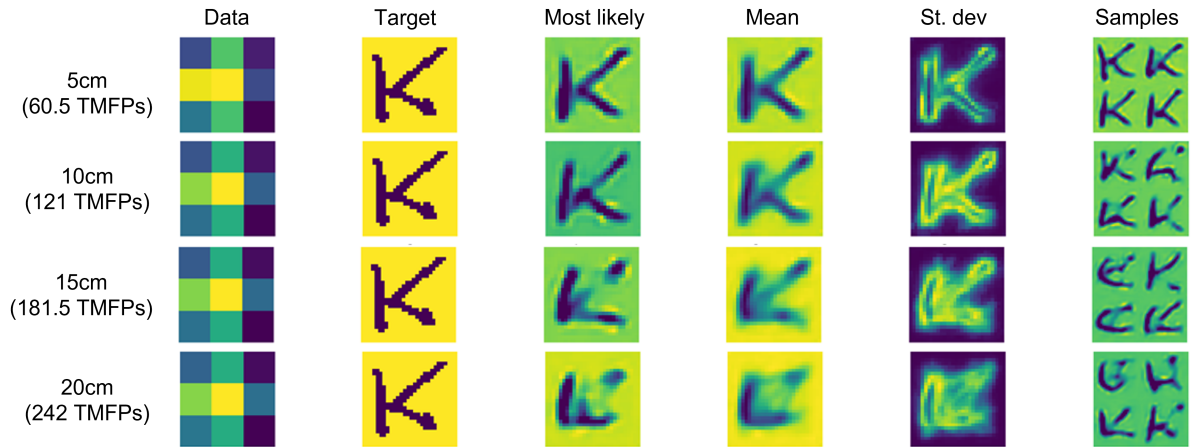 Data Target Most likely Mean St. dev Samples
5cm
(60.5 TMFPs)
10cm
(121 TMFPs)
15cm
(181.5 TMFPs)
20cm
(242 TMFPs)